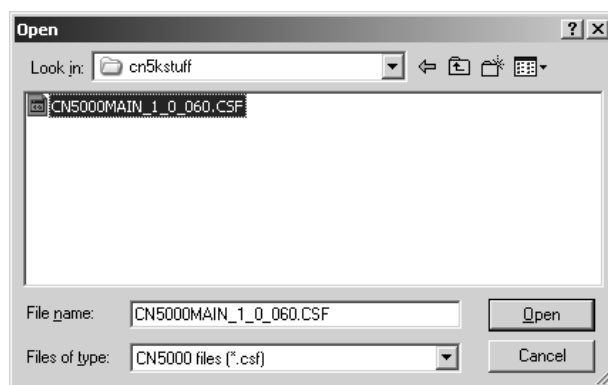 Open
Look in: cn5kstuff
CN5000MAIN_1_0_060.CSF
File name: CN5000MAIN_1_0_060.CSF
Open
Files of type: CN5000 files (*.csf)
Cancel